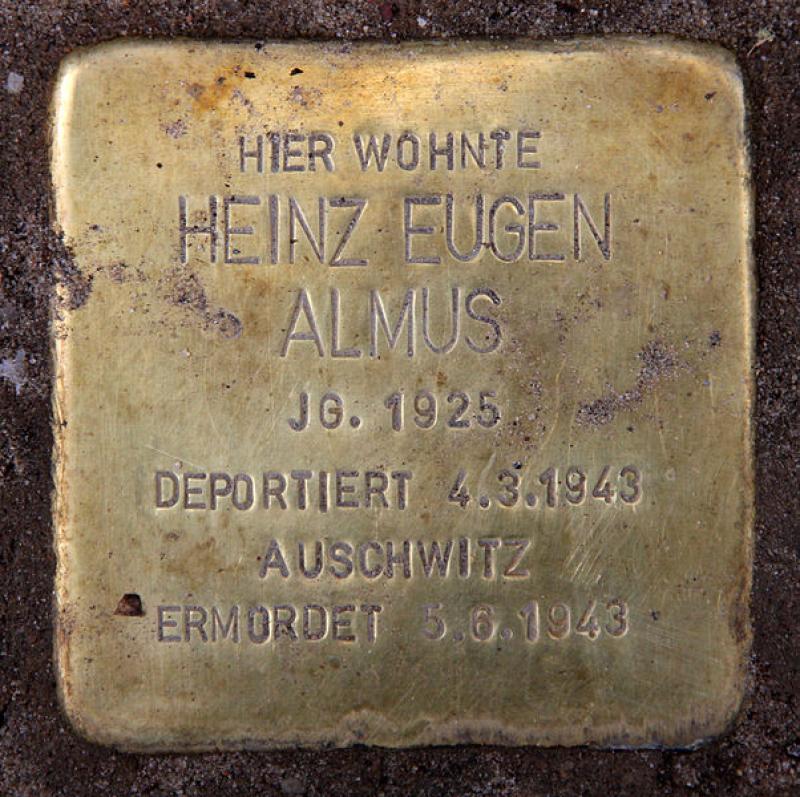 HIER WOHNTE
HEINZ EUGEN
ALMUS
JG. 1925
DEPORTIERT 4.3.1943
AUSCHWITZ
ERMORDET 5.6.1943